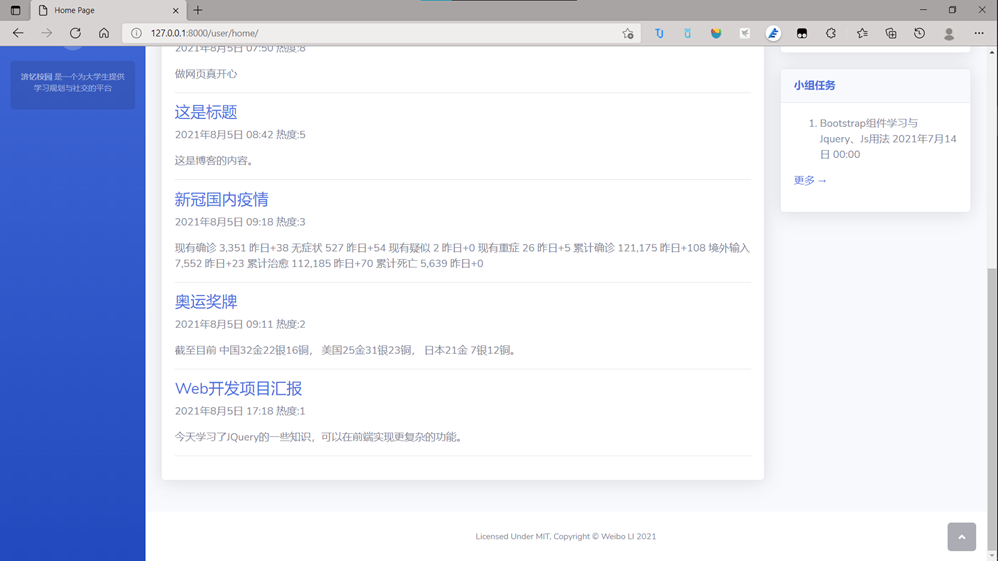 Home Page
127.0.0.1:8000/user/home/
济忆校园 是一个为大学生提供
学习规划与社交的平台
2021年8月5日 07:50 热度:8
做网页真开心
这是标题
2021年8月5日 08:42 热度:5
这是博客的内容。
新冠国内疫情
2021年8月5日 09:18 热度:3
现有确诊 3,351 昨日+38 无症状 527 昨日+54 现有疑似 2 昨日+0 现有重症 26 昨日+5 累计确诊 121,175 昨日+108 境外输入
7,552 昨日+23 累计治愈 112,185 昨日+70 累计死亡 5,639 昨日+0
奥运奖牌
2021年8月5日 09:11 热度:2
截至目前 中国32金22银16铜， 美国25金31银23铜， 日本21金 7银12铜。
Web开发项目汇报
2021年8月5日 17:18 热度:1
今天学习了JQuery的一些知识，可以在前端实现更复杂的功能。
小组任务
1. Bootstrap组件学习与
Jquery、Js用法 2021年7月14
日 00:00
更多 →
Licensed Under MIT, Copyright © Weibo LI 2021